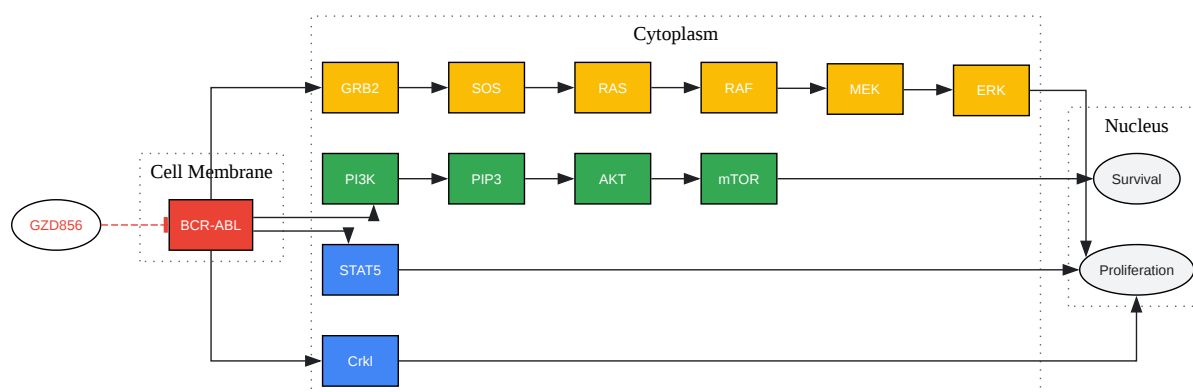 Cytoplasm
GRB2
SOS
RAS
RAF
MEK
ERK
Nucleus
Cell Membrane
PI3K
PIP3
AKT
mTOR
Survival
GZD856
BCR-ABL
STAT5
Proliferation
Crkl